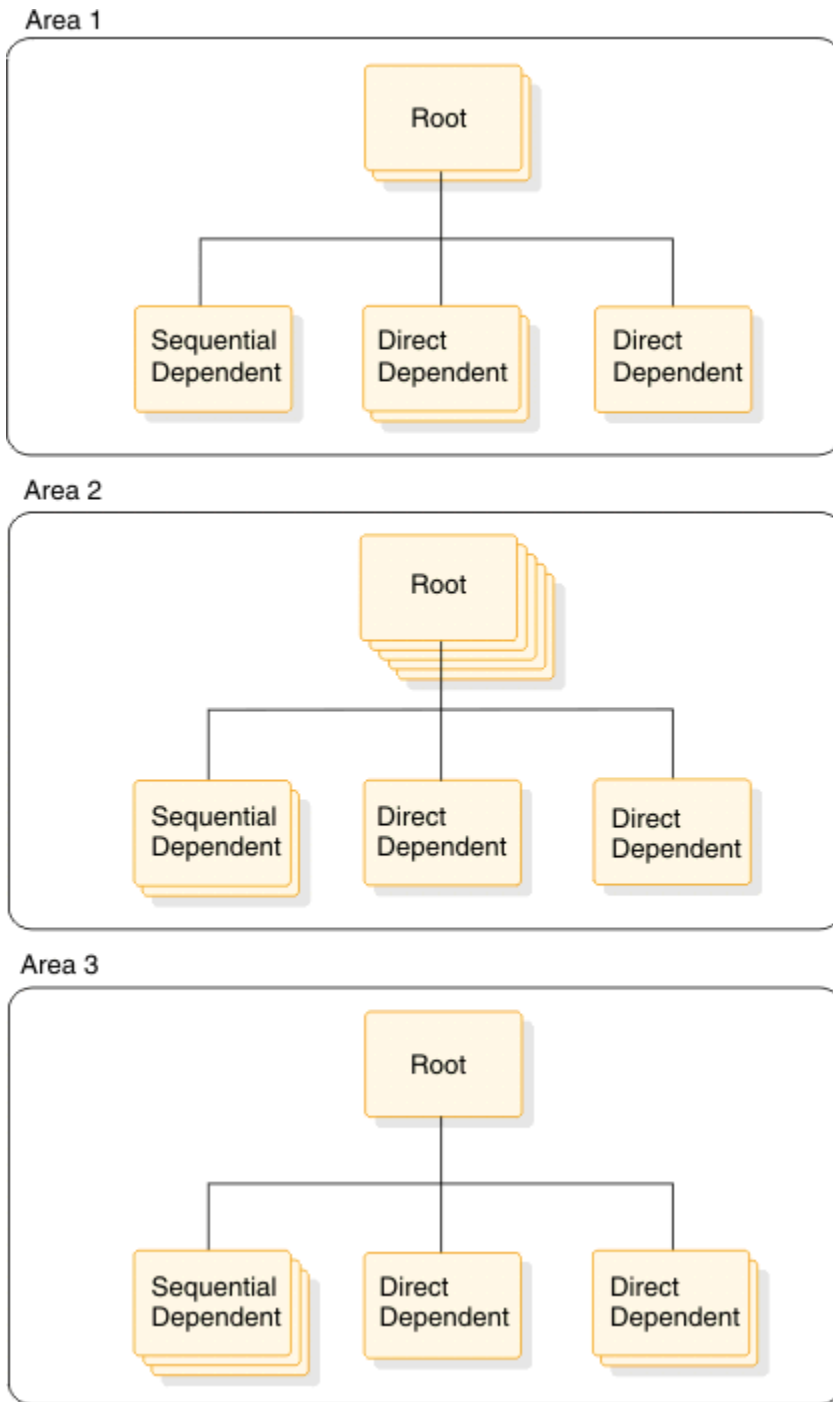 Area 1
Root
Sequential
Dependent
Direct
Dependent
Direct
Dependent
Area 2
Root
Sequential
Dependent
Direct
Dependent
Direct
Dependent
Area 3
Root
Sequential
Dependent
Direct
Dependent
Direct
Dependent